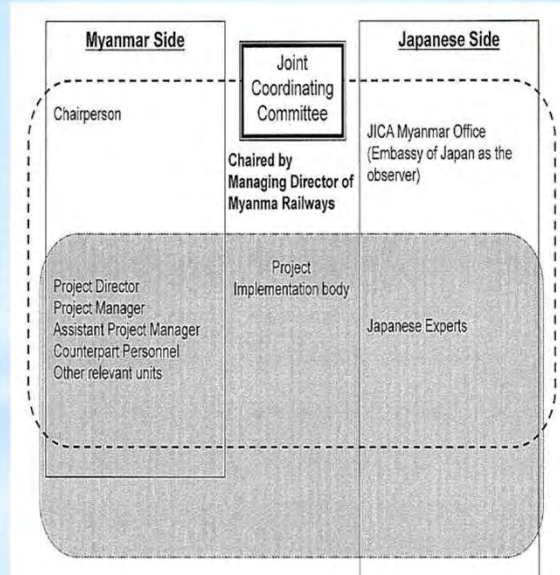 Myanmar Side
Chairperson
Joint
Coordinating
Committee
Chaired by
Managing Director of
Myanma Railways
Japanese Side
JICA Myanmar Office
(Embassy of Japan as the
observer)
Project Director
Project Manager
Assistant Project Manager
Counterpart Personnel
Other relevant units
Project
Implementation body
Japanese Experts